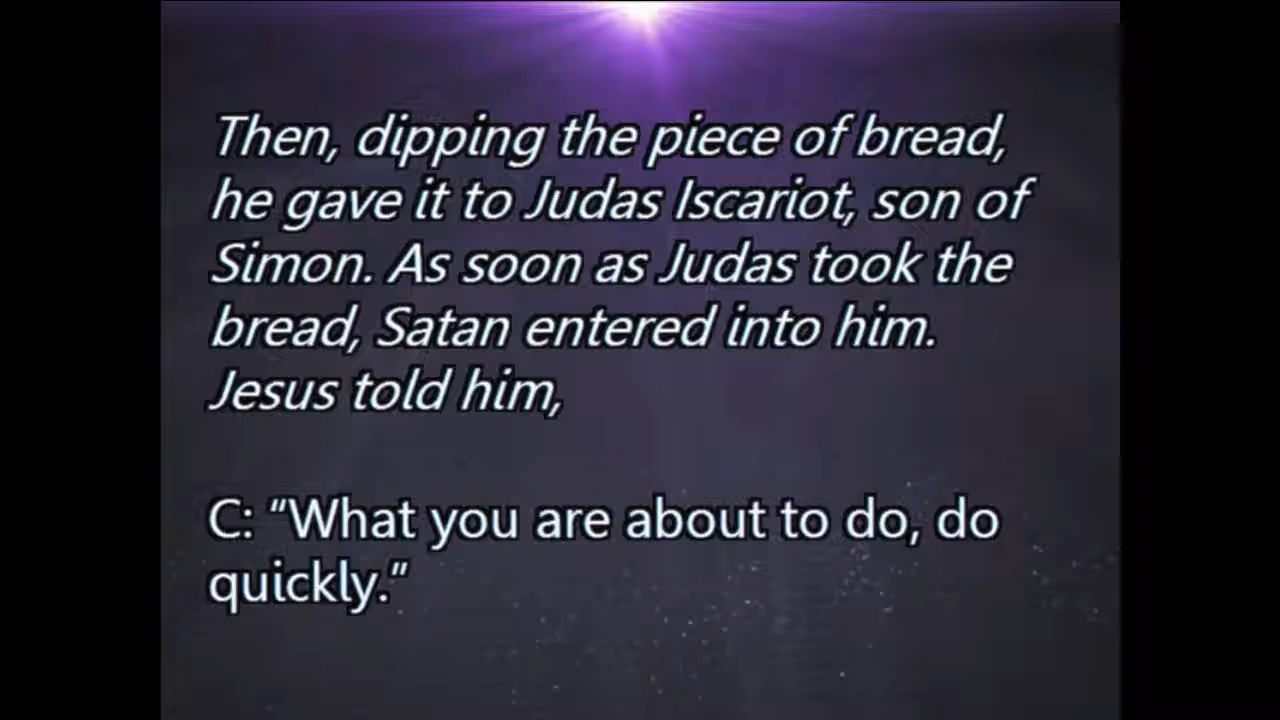 Then, dipping the piece of bread,
he gave it to Judas Iscariot, son of
Simon. As soon as Judas took the
bread, Satan entered into him.
Jesus told him,
C: “What you are about to do, do
quickly.”